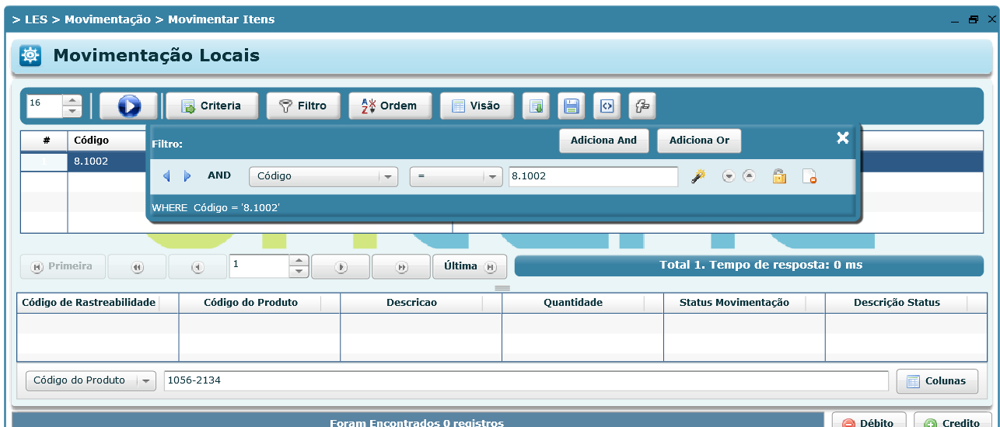 > LES > Movimentação > Movimentar Itens
Movimentação Locais
16 Criteria Filtro Ordem Visão
# Código
Filtro: Adiciona And Adiciona Or
8.1002
AND Código = 8.1002
WHERE Código = '8.1002'
Primeira 1 Última Total 1. Tempo de resposta: 0 ms
Código de Rastreabilidade Código do Produto Descricao Quantidade Status Movimentação Descrição Status
Código do Produto 1056-2134 Colunas
Foram Encontrados 0 registros Débito Credito